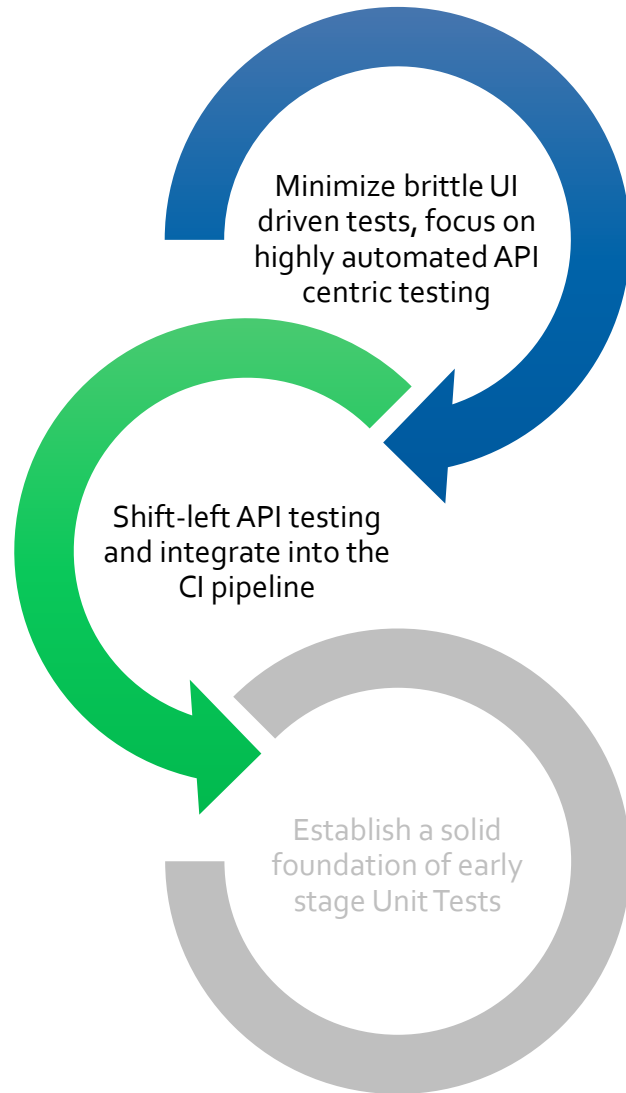 Minimize brittle UI
driven tests, focus on
highly automated API
centric testing
Shift-left API testing
and integrate into the
CI pipeline
Establish a solid
foundation of early
stage Unit Tests